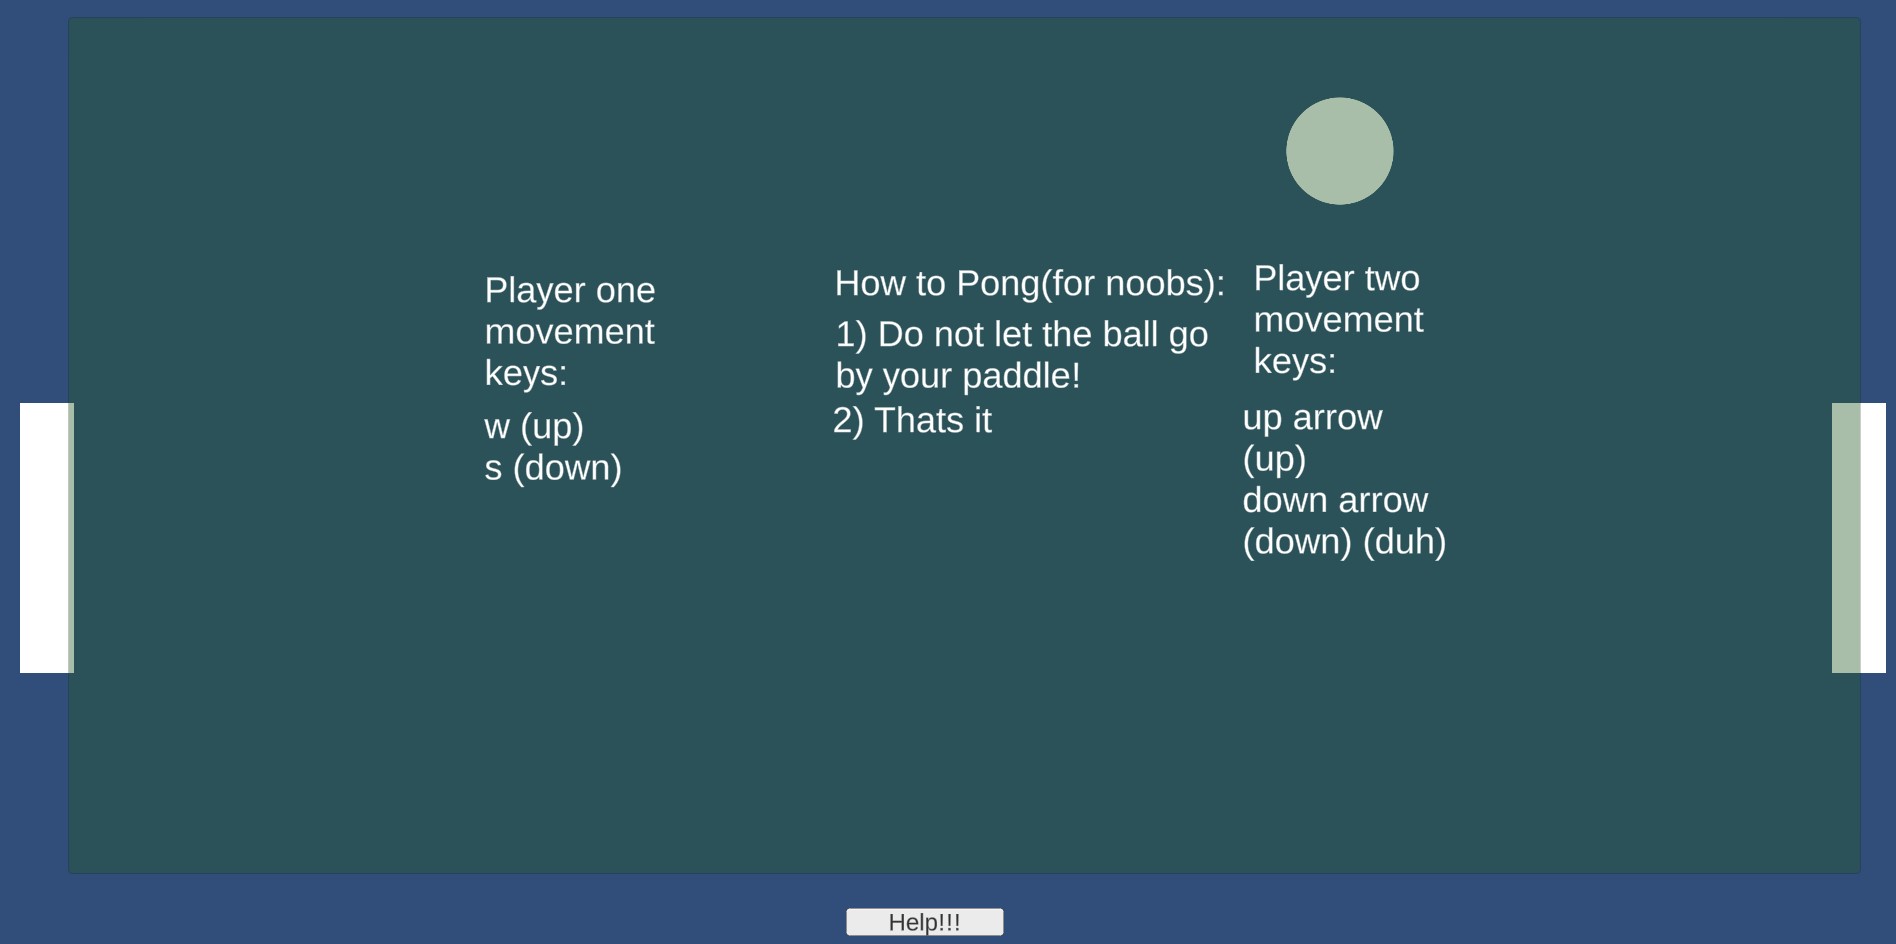 Player one
movement
keys:
w (up)
s (down)
How to Pong(for noobs):
1) Do not let the ball go
by your paddle!
2) Thats it
Player two
movement
keys:
up arrow
(up)
down arrow
(down) (duh)
Help!!!